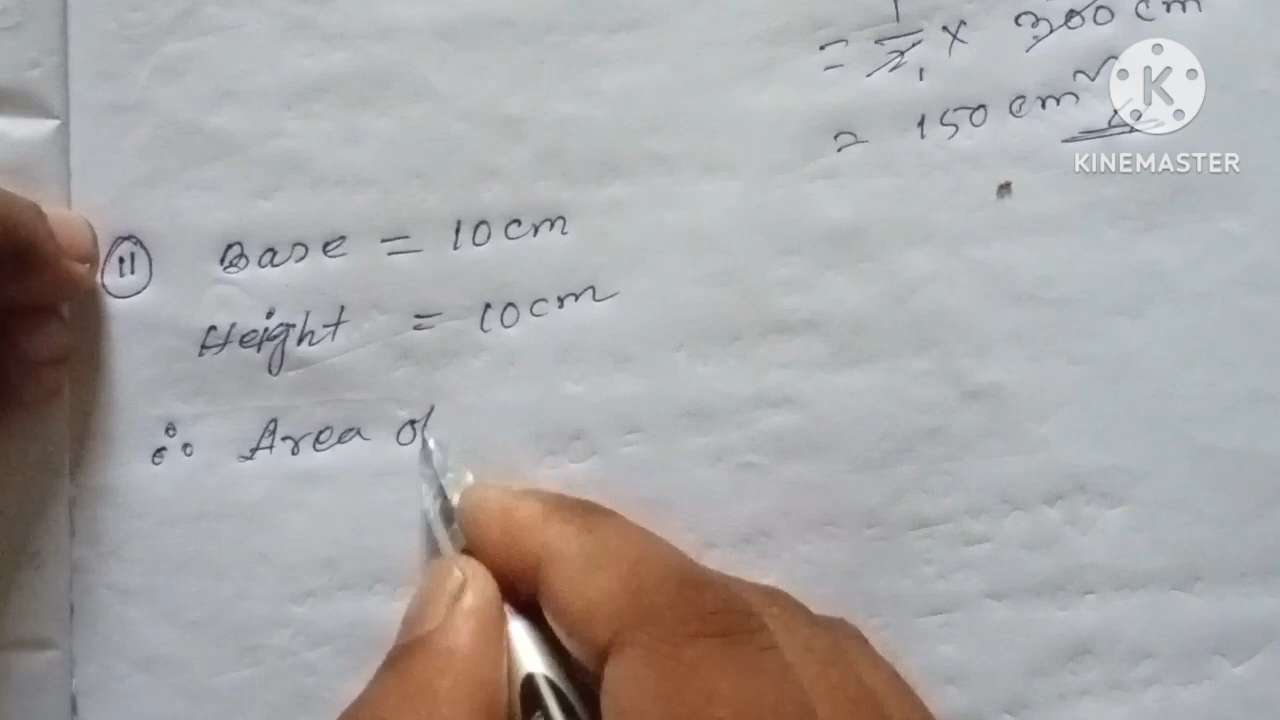 = 1/2 × 300 cm
= 150 cm²
KINEMASTER
(ii) Base = 10cm
Height = 10cm
∴ Area of